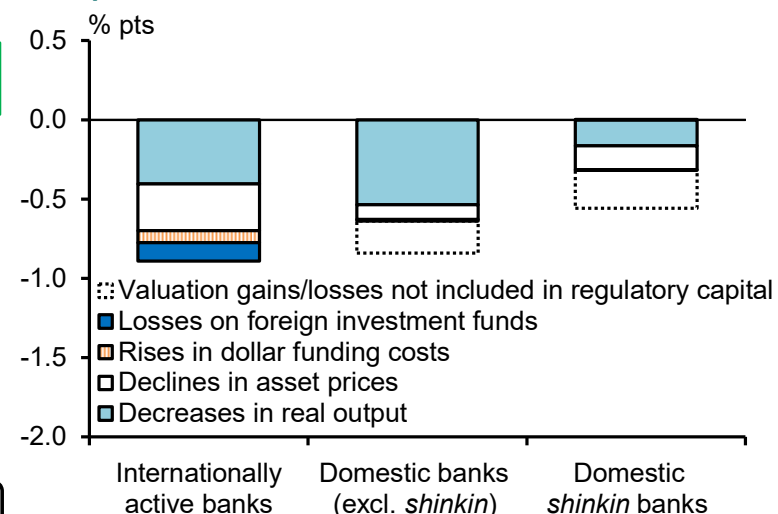 % pts
0.5
0.0
-0.5
-1.0
-1.5
-2.0
Valuation gains/losses not included in regulatory capital
Losses on foreign investment funds
Rises in dollar funding costs
Declines in asset prices
Decreases in real output
Internationally active banks
Domestic banks (excl. shinkin)
Domestic shinkin banks